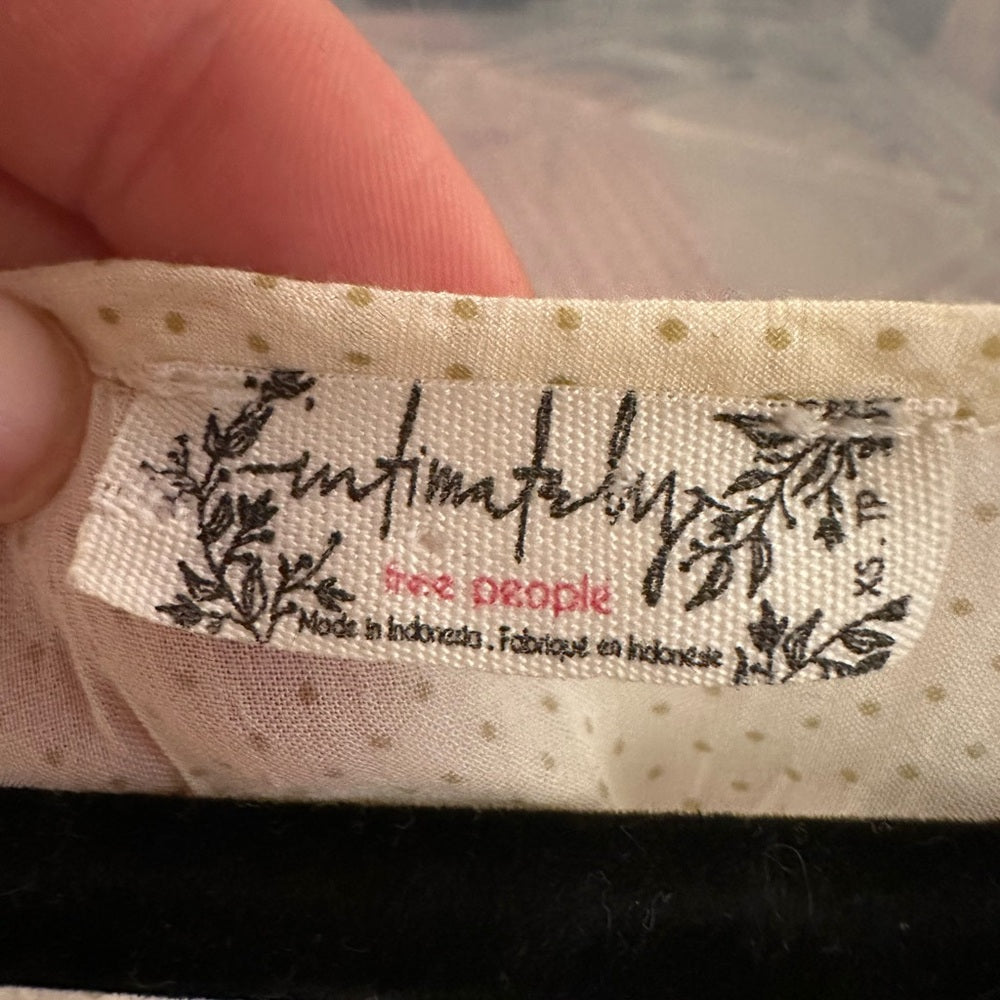 intimately
free people
Made in Indonesia . Fabriqué en Indonésie
XS . TP